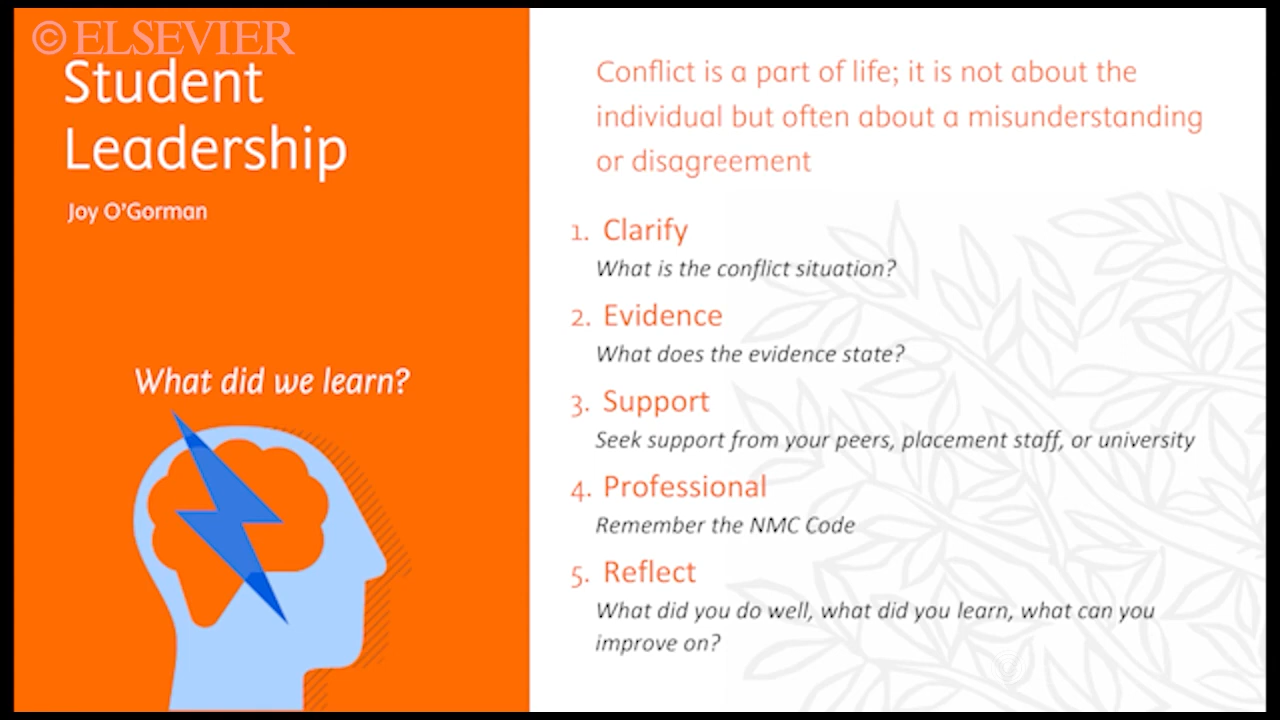 © ELSEVIER
Student
Leadership
Joy O'Gorman
What did we learn?
Conflict is a part of life; it is not about the
individual but often about a misunderstanding
or disagreement
1. Clarify
What is the conflict situation?
2. Evidence
What does the evidence state?
3. Support
Seek support from your peers, placement staff, or university
4. Professional
Remember the NMC Code
5. Reflect
What did you do well, what did you learn, what can you
improve on?